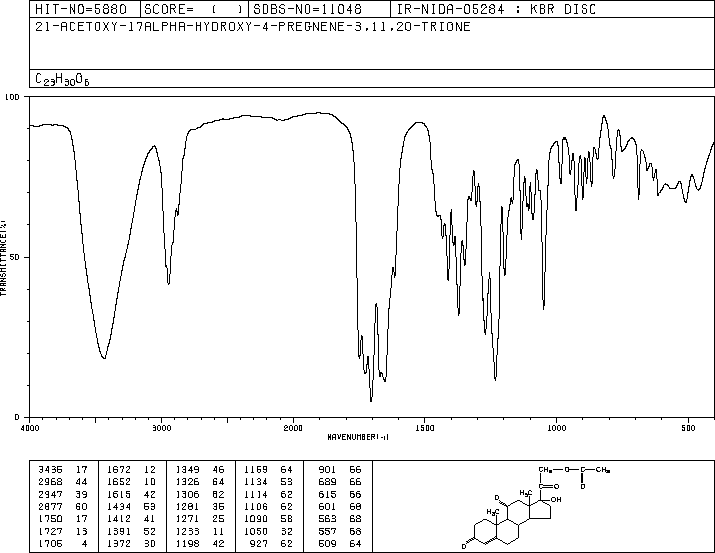 HIT-NO=5880 SCORE= ( ) SDBS-NO=11048 IR-NIDA-05284 : KBR DISC
21-ACETOXY-17ALPHA-HYDROXY-4-PREGNENE-3,11,20-TRIONE
C23H30O6
100
50
0
TRANSMITTANCE(%)
4000 3000 2000 1500 1000 500
WAVENUMBER(-1)
3436 17 1672 12 1349 46 1169 64 901 66
2968 44 1652 10 1326 64 1134 53 689 66
2947 39 1615 42 1306 62 1114 62 615 66
2877 60 1434 53 1281 35 1106 62 601 68
1750 17 1412 41 1271 25 1090 58 563 68
1727 13 1391 52 1233 11 1050 32 557 68
1706 4 1372 30 1198 42 927 62 509 64
CH2 O C CH3
O
C O
H3C OH
O
H3C
O